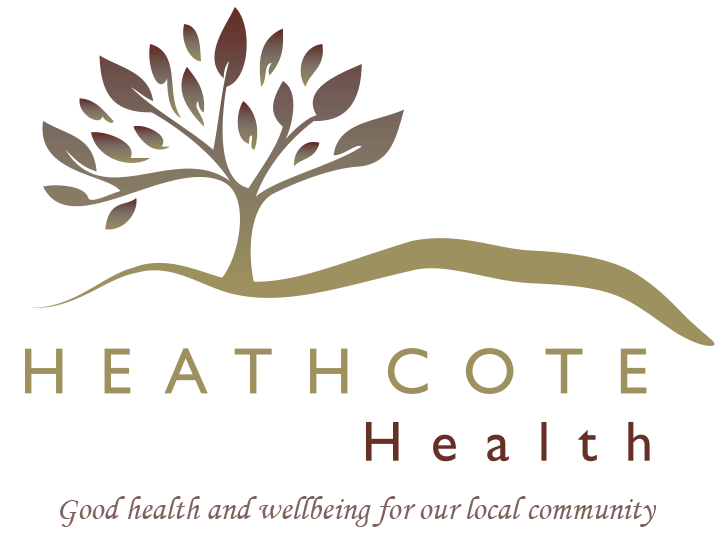 HEATHCOTE
Health
Good health and wellbeing for our local community